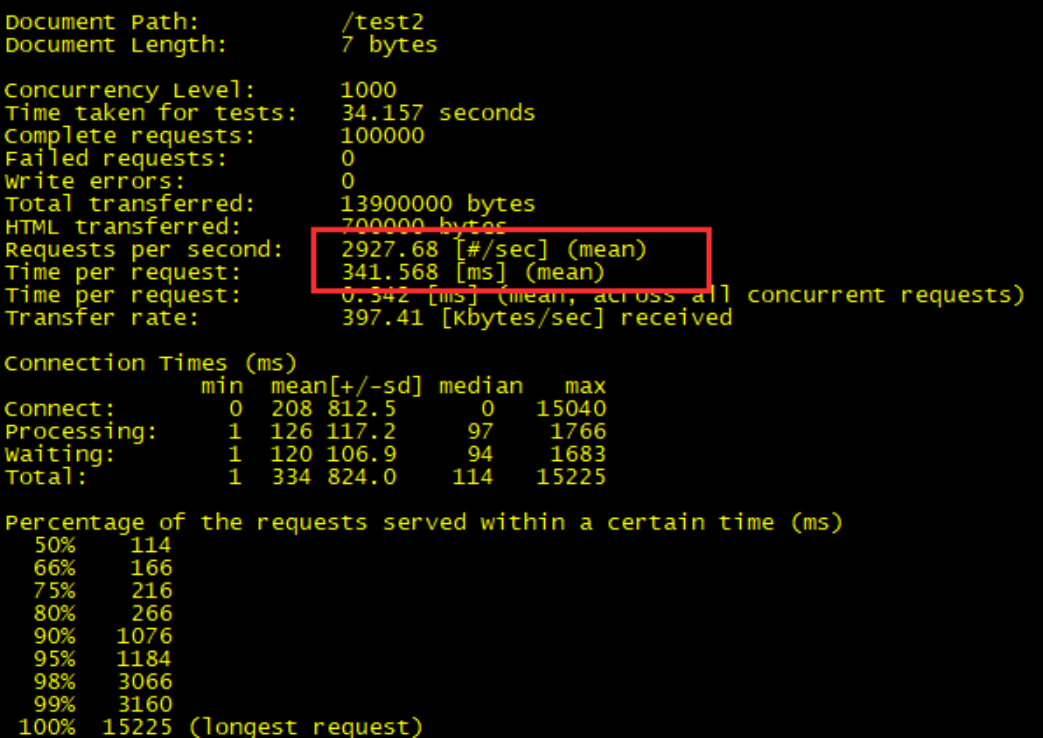 Document Path: /test2
Document Length: 7 bytes
Concurrency Level: 1000
Time taken for tests: 34.157 seconds
Complete requests: 100000
Failed requests: 0
Write errors: 0
Total transferred: 13900000 bytes
HTML transferred: 700000 bytes
Requests per second: 2927.68 [#/sec] (mean)
Time per request: 341.568 [ms] (mean)
Time per request: 0.342 [ms] (mean, across all concurrent requests)
Transfer rate: 397.41 [Kbytes/sec] received
Connection Times (ms)
min mean[+/-sd] median max
Connect: 0 208 812.5 0 15040
Processing: 1 126 117.2 97 1766
Waiting: 1 120 106.9 94 1683
Total: 1 334 824.0 114 15225
Percentage of the requests served within a certain time (ms)
50% 114
66% 166
75% 216
80% 266
90% 1076
95% 1184
98% 3066
99% 3160
100% 15225 (longest request)